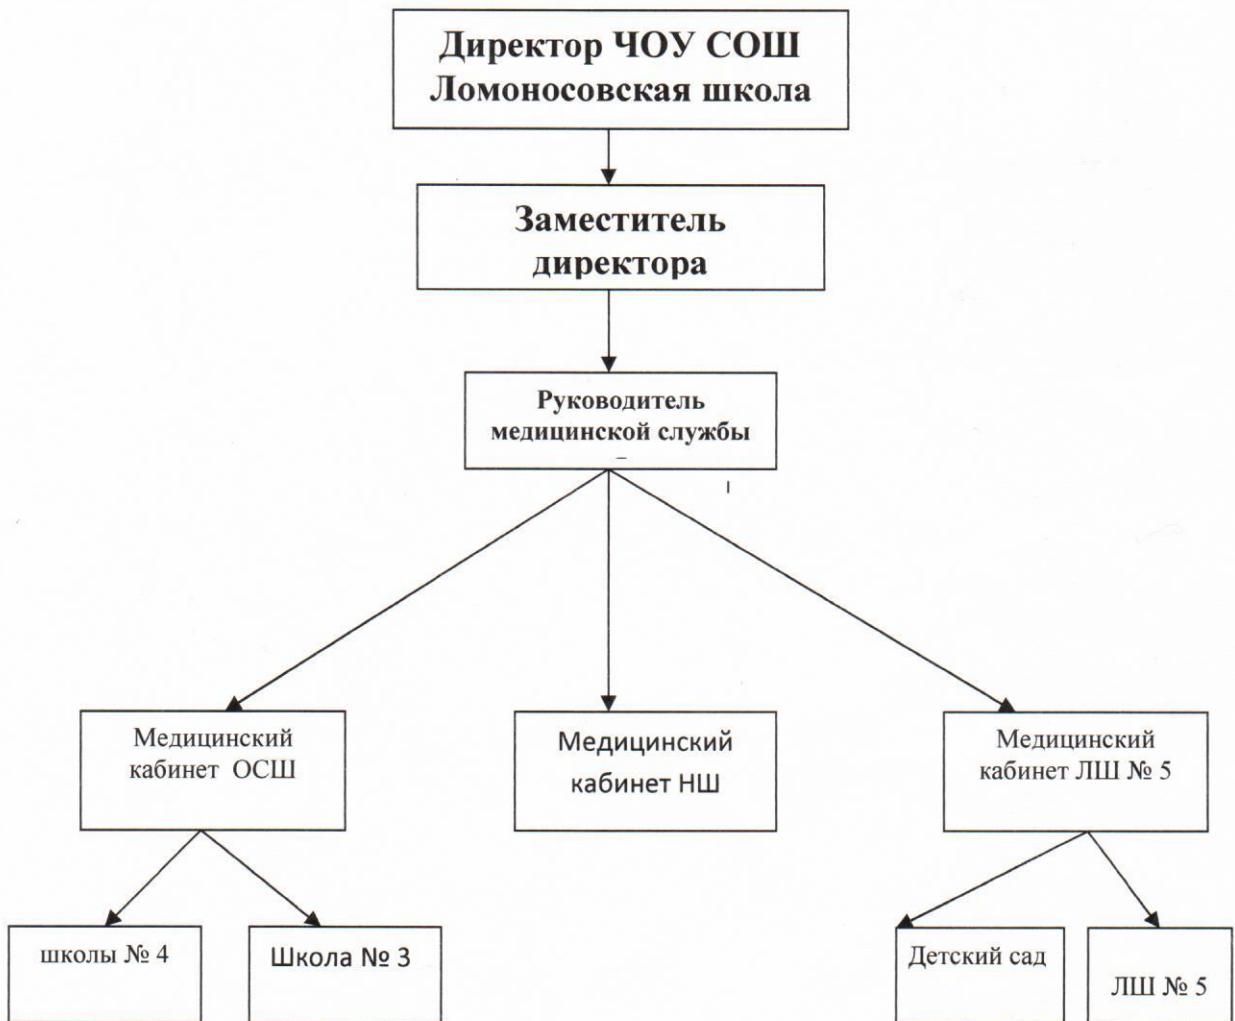 Директор ЧОУ СОШ
Ломоносовская школа
Заместитель
директора
Руководитель
медицинской службы
Медицинский
кабинет ОСШ
Медицинский
кабинет НШ
Медицинский
кабинет ЛШ № 5
школы № 4
Школа № 3
Детский сад
ЛШ № 5